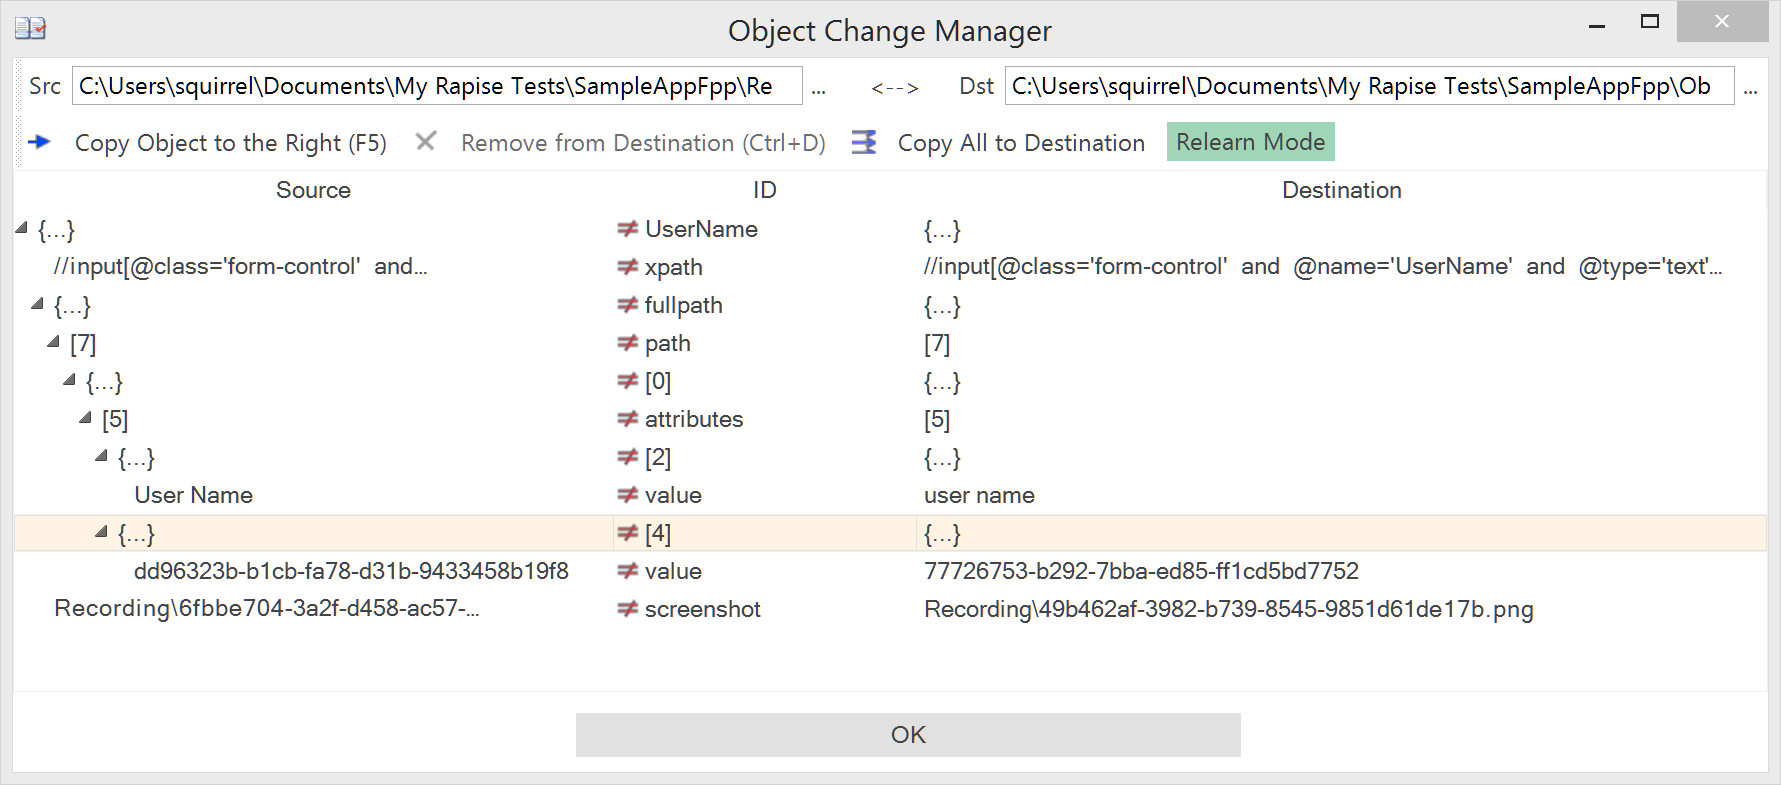 Object Change Manager
Src C:\Users\squirrel\Documents\My Rapise Tests\SampleAppFpp\Re ... <--> Dst C:\Users\squirrel\Documents\My Rapise Tests\SampleAppFpp\Ob ...
Copy Object to the Right (F5) Remove from Destination (Ctrl+D) Copy All to Destination Relearn Mode
Source ID Destination
{...} ≠ UserName {...}
//input[@class='form-control' and... ≠ xpath //input[@class='form-control' and @name='UserName' and @type='text'...
{...} ≠ fullpath {...}
[7] ≠ path [7]
{...} ≠ [0] {...}
[5] ≠ attributes [5]
{...} ≠ [2] {...}
User Name ≠ value user name
{...} ≠ [4] {...}
dd96323b-b1cb-fa78-d31b-9433458b19f8 ≠ value 77726753-b292-7bba-ed85-ff1cd5bd7752
Recording\6fbbe704-3a2f-d458-ac57-... ≠ screenshot Recording\49b462af-3982-b739-8545-9851d61de17b.png
OK